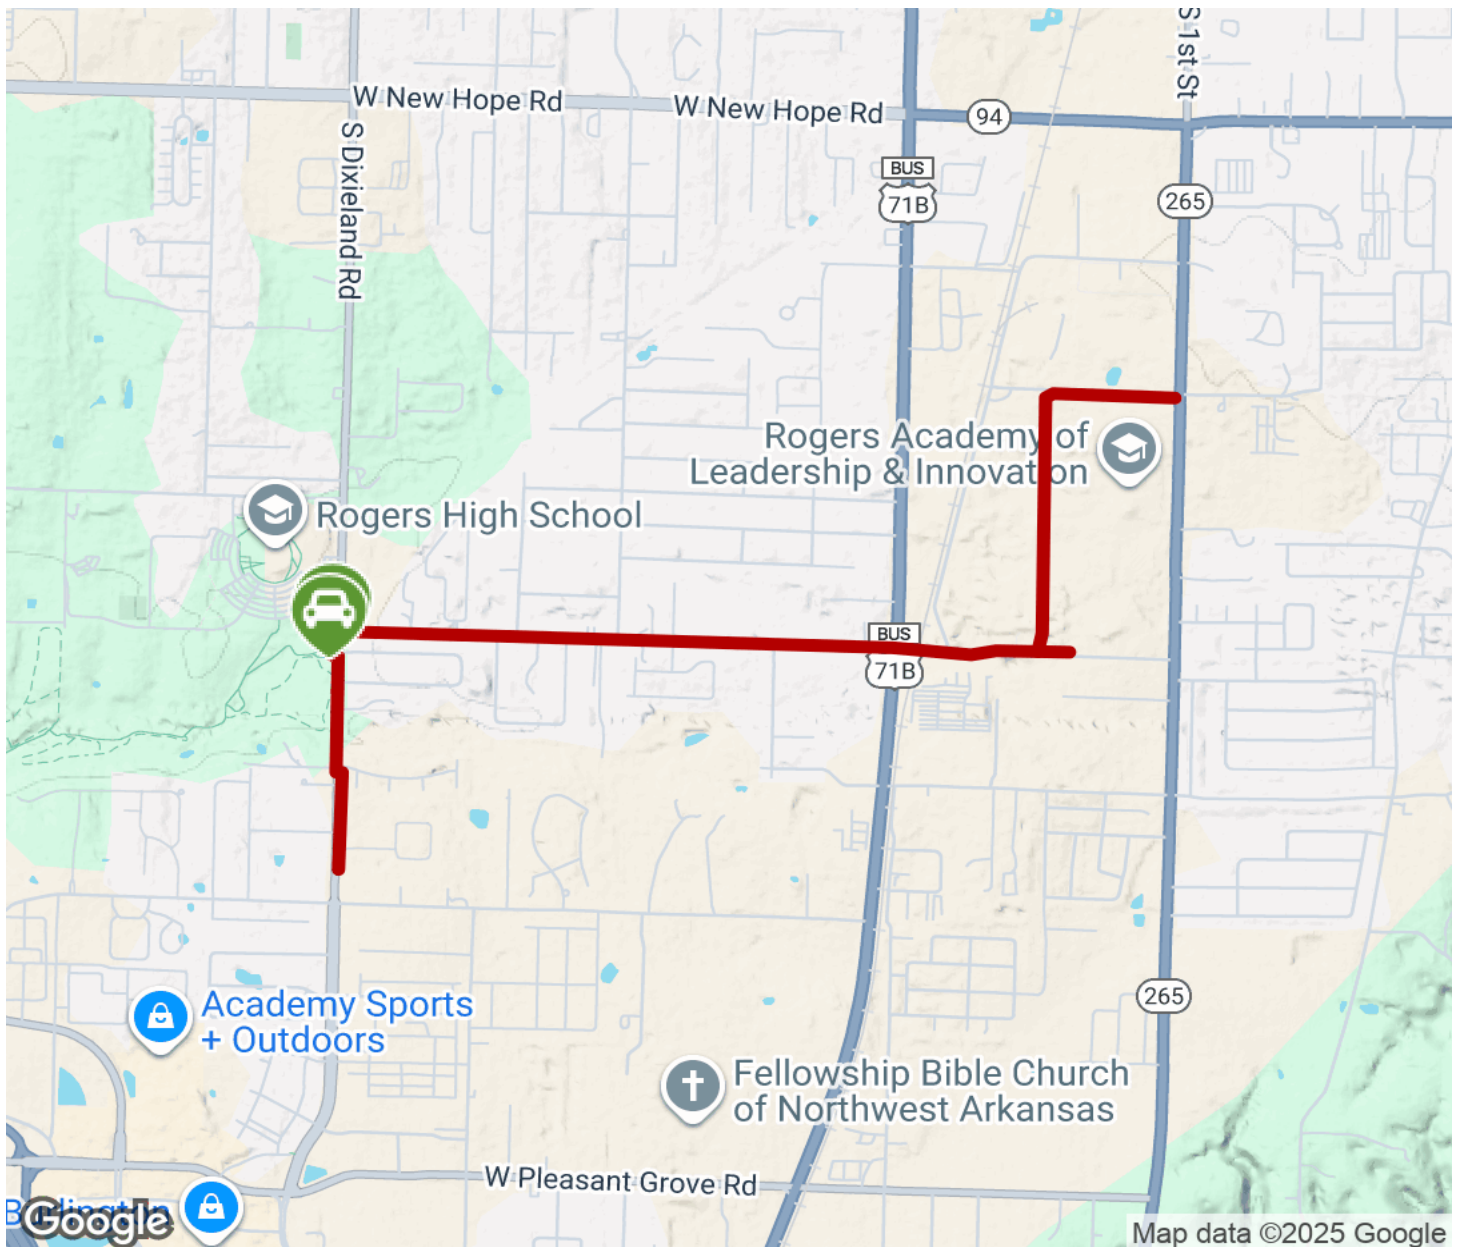 S 1st St
W New Hope Rd
W New Hope Rd
94
S Dixieland Rd
BUS
71B
265
Rogers Academy of
Leadership & Innovation
Rogers High School
BUS
71B
265
Academy Sports
+ Outdoors
Fellowship Bible Church
of Northwest Arkansas
W Pleasant Grove Rd
Burlington
Google
Map data ©2025 Google